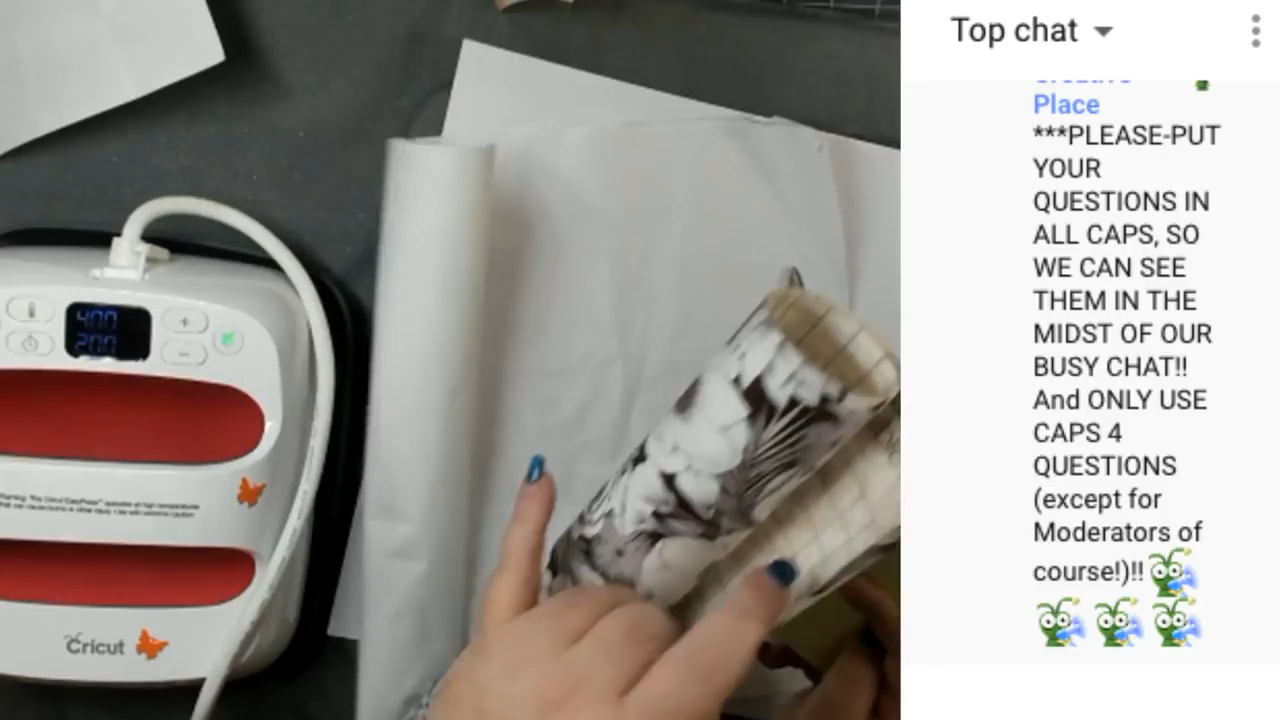 Top chat
Place
***PLEASE-PUT
YOUR
QUESTIONS IN
ALL CAPS, SO
WE CAN SEE
THEM IN THE
MIDST OF OUR
BUSY CHAT!!
And ONLY USE
CAPS 4
QUESTIONS
(except for
Moderators of
course!)!!
400
200
Cricut